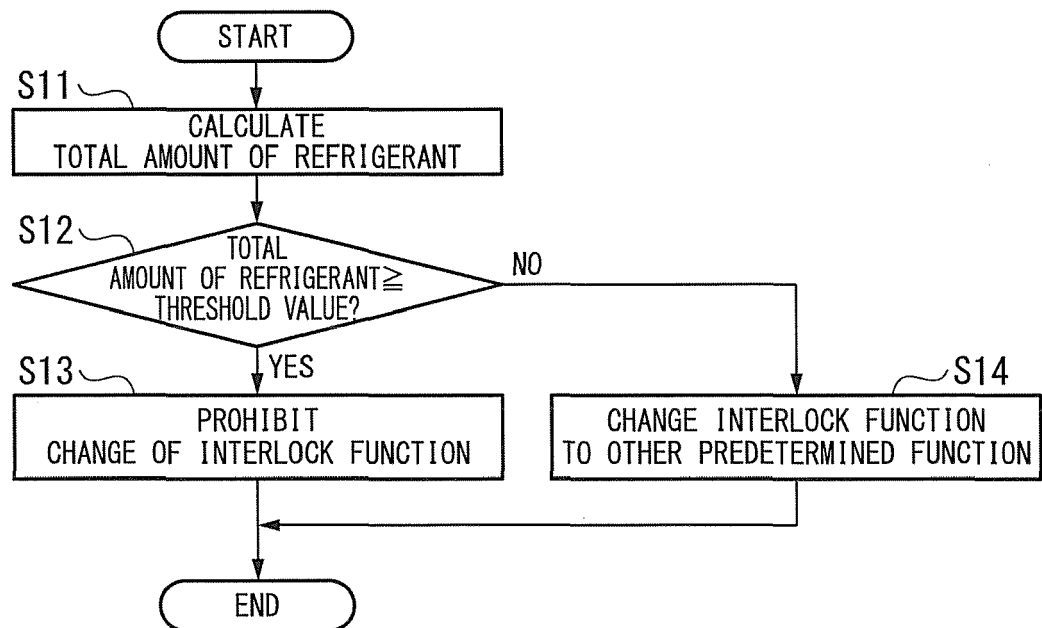 START
S11
CALCULATE
TOTAL AMOUNT OF REFRIGERANT
S12
TOTAL
AMOUNT OF REFRIGERANT≧
THRESHOLD VALUE?
NO
YES
S13
PROHIBIT
CHANGE OF INTERLOCK FUNCTION
S14
CHANGE INTERLOCK FUNCTION
TO OTHER PREDETERMINED FUNCTION
END